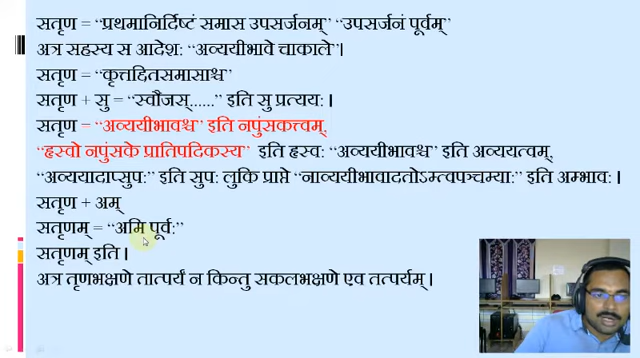 सतृण = “प्रथमानिर्दिष्टं समास उपसर्जनम्” “उपसर्जनं पूर्वम्”
अत्र सहस्य स आदेश: “अव्ययीभावे चाकाले”।
सतृण = “कृत्तद्दितसमासाश्च”
सतृण + सु = “स्वौजस्......” इति सु प्रत्यय: ।
सतृण = “अव्ययीभावश्च” इति नपुंसकत्त्वम्,
“हृस्वो नपुंसके प्रातिपदिकस्य” इति हृस्व: “अव्ययीभावश्च” इति अव्ययत्वम्,
“अव्ययादाप्सुप:” इति सुप: लुकि प्राप्ते “नाव्ययीभावादतोऽम्त्वपञ्चम्या:” इति अम्भाव: ।
सतृण + अम्
सतृणम् = “अमि पूर्व:”
सतृणम् इति ।
अत्र तृणभक्षणे तात्पर्यं न किन्तु सकलभक्षणे एव तत्पर्यम् ।